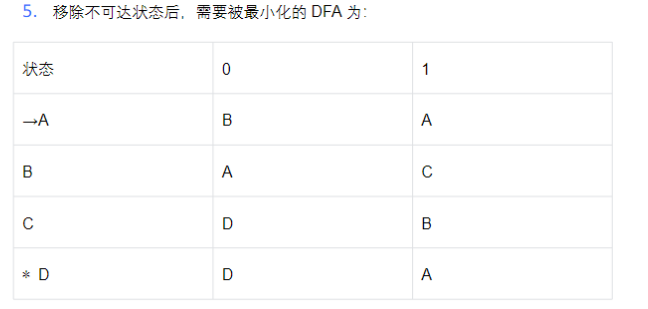 5. 移除不可达状态后，需要被最小化的 DFA 为:
状态 0 1
→A B A
B A C
C D B
* D D A